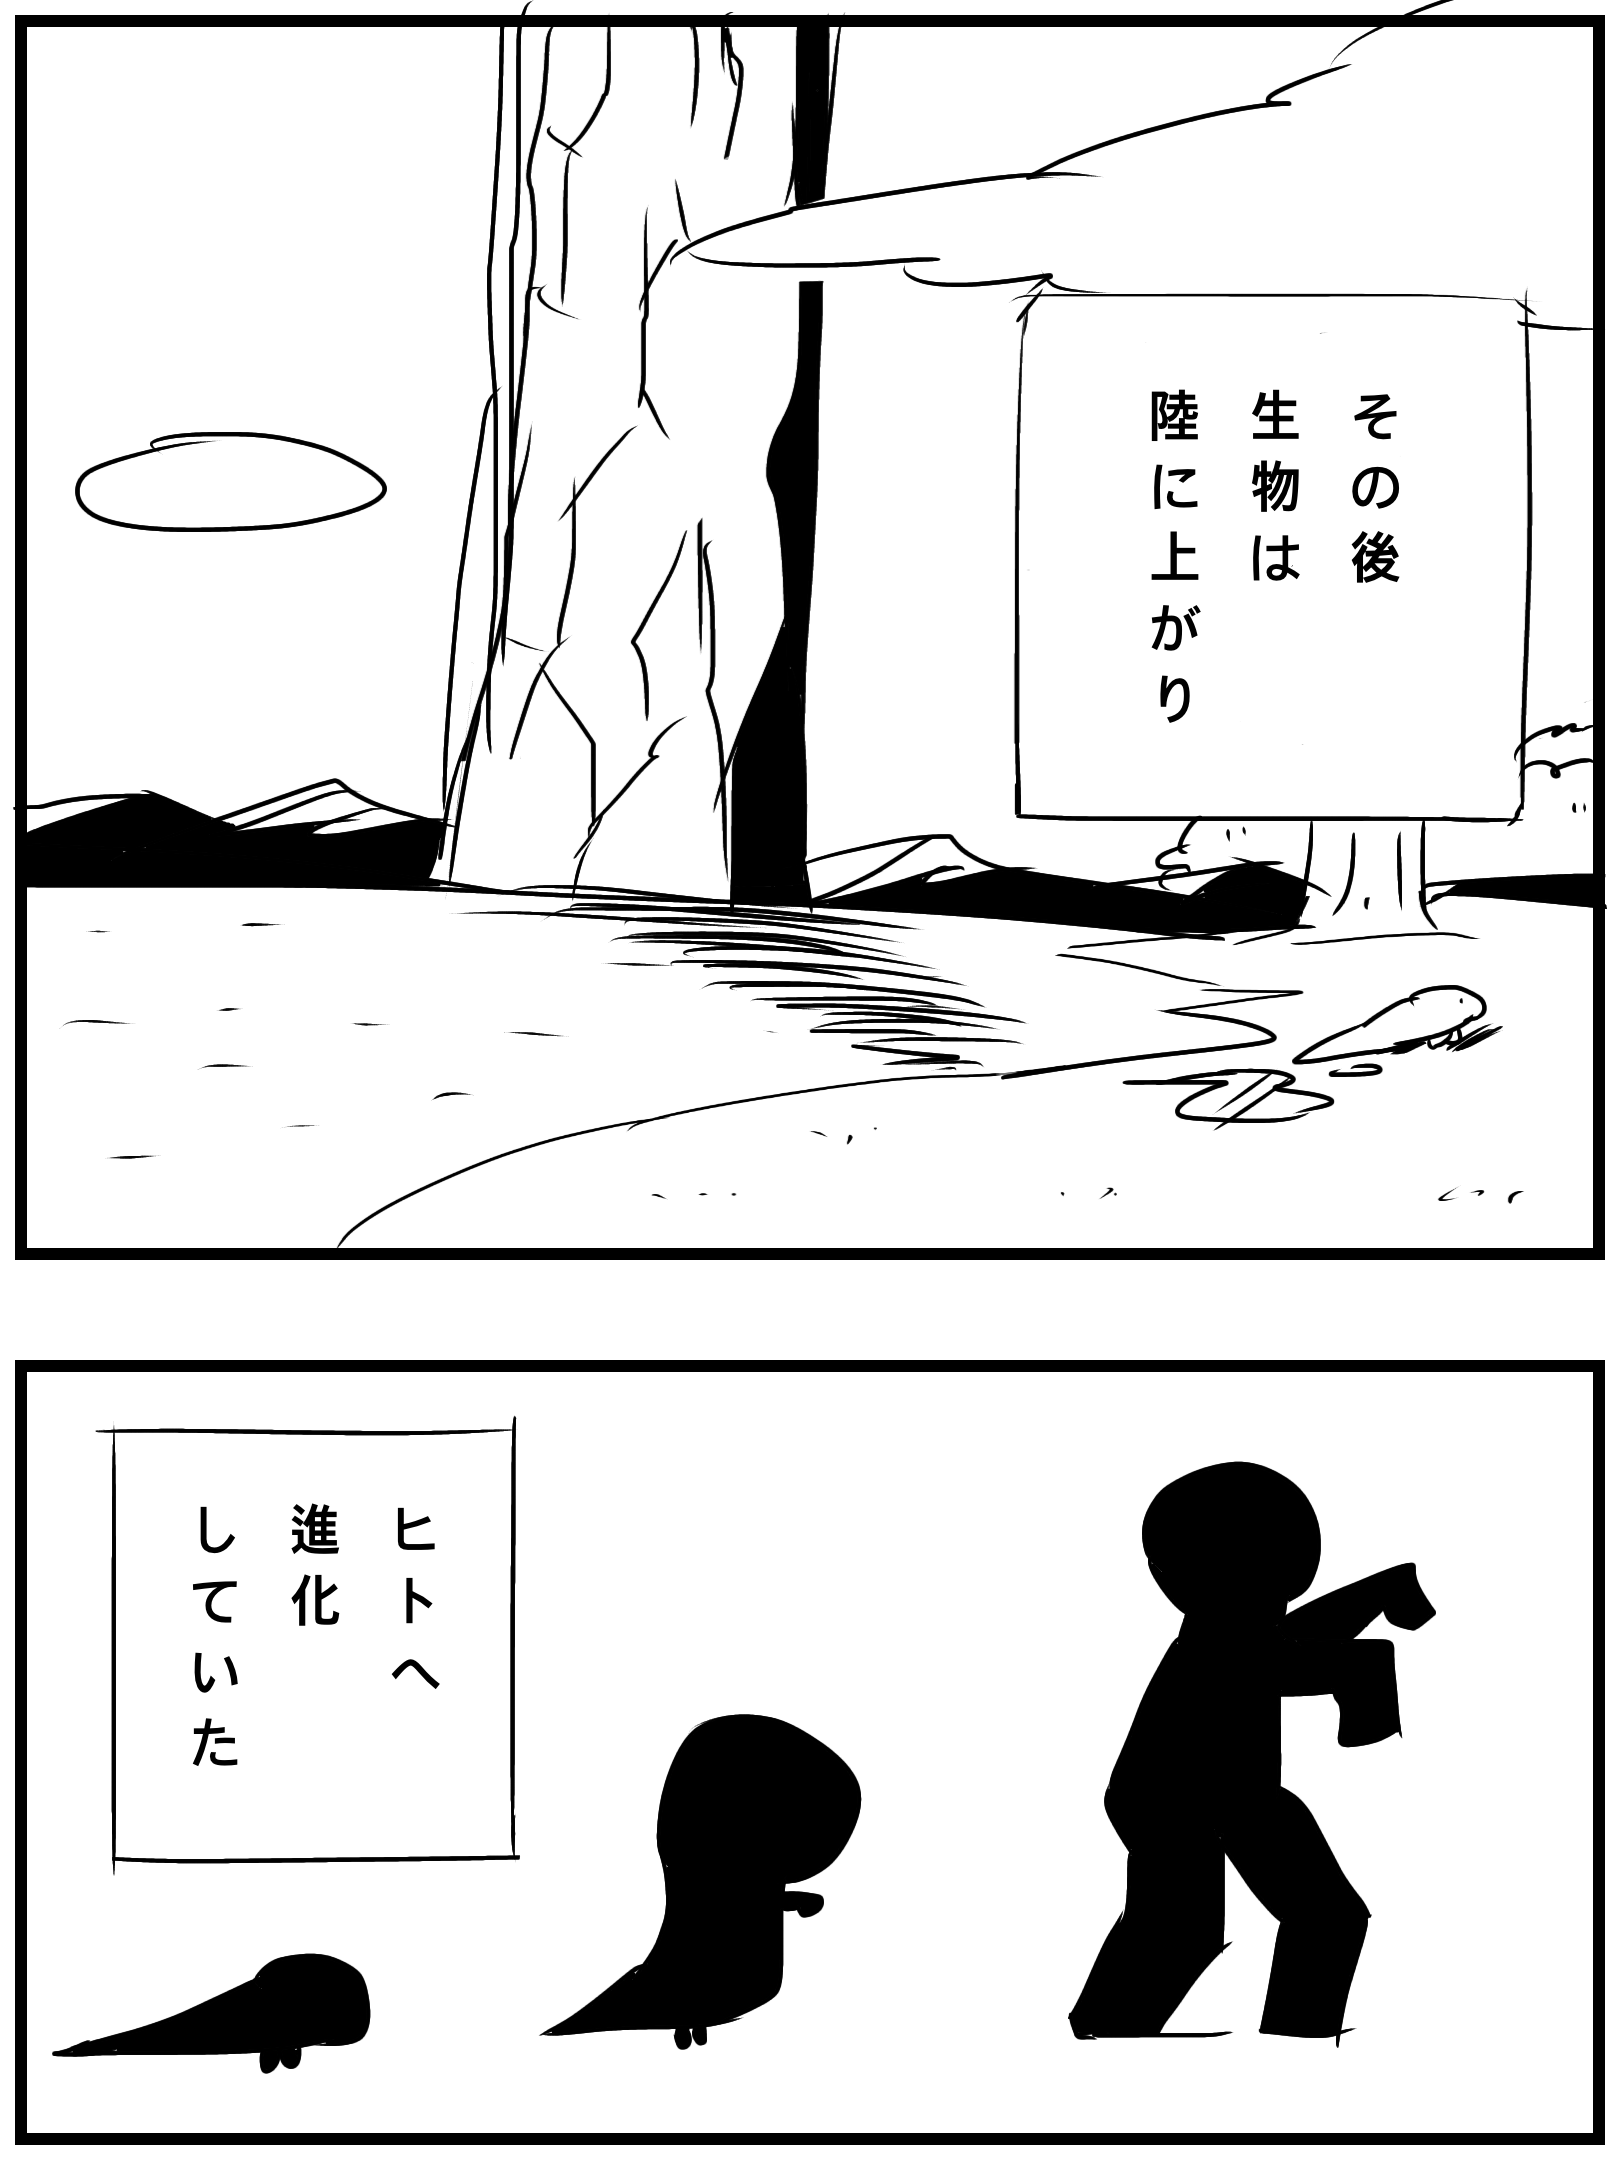 その後
生物は
陸に上がり
ヒトへ
進化
していた